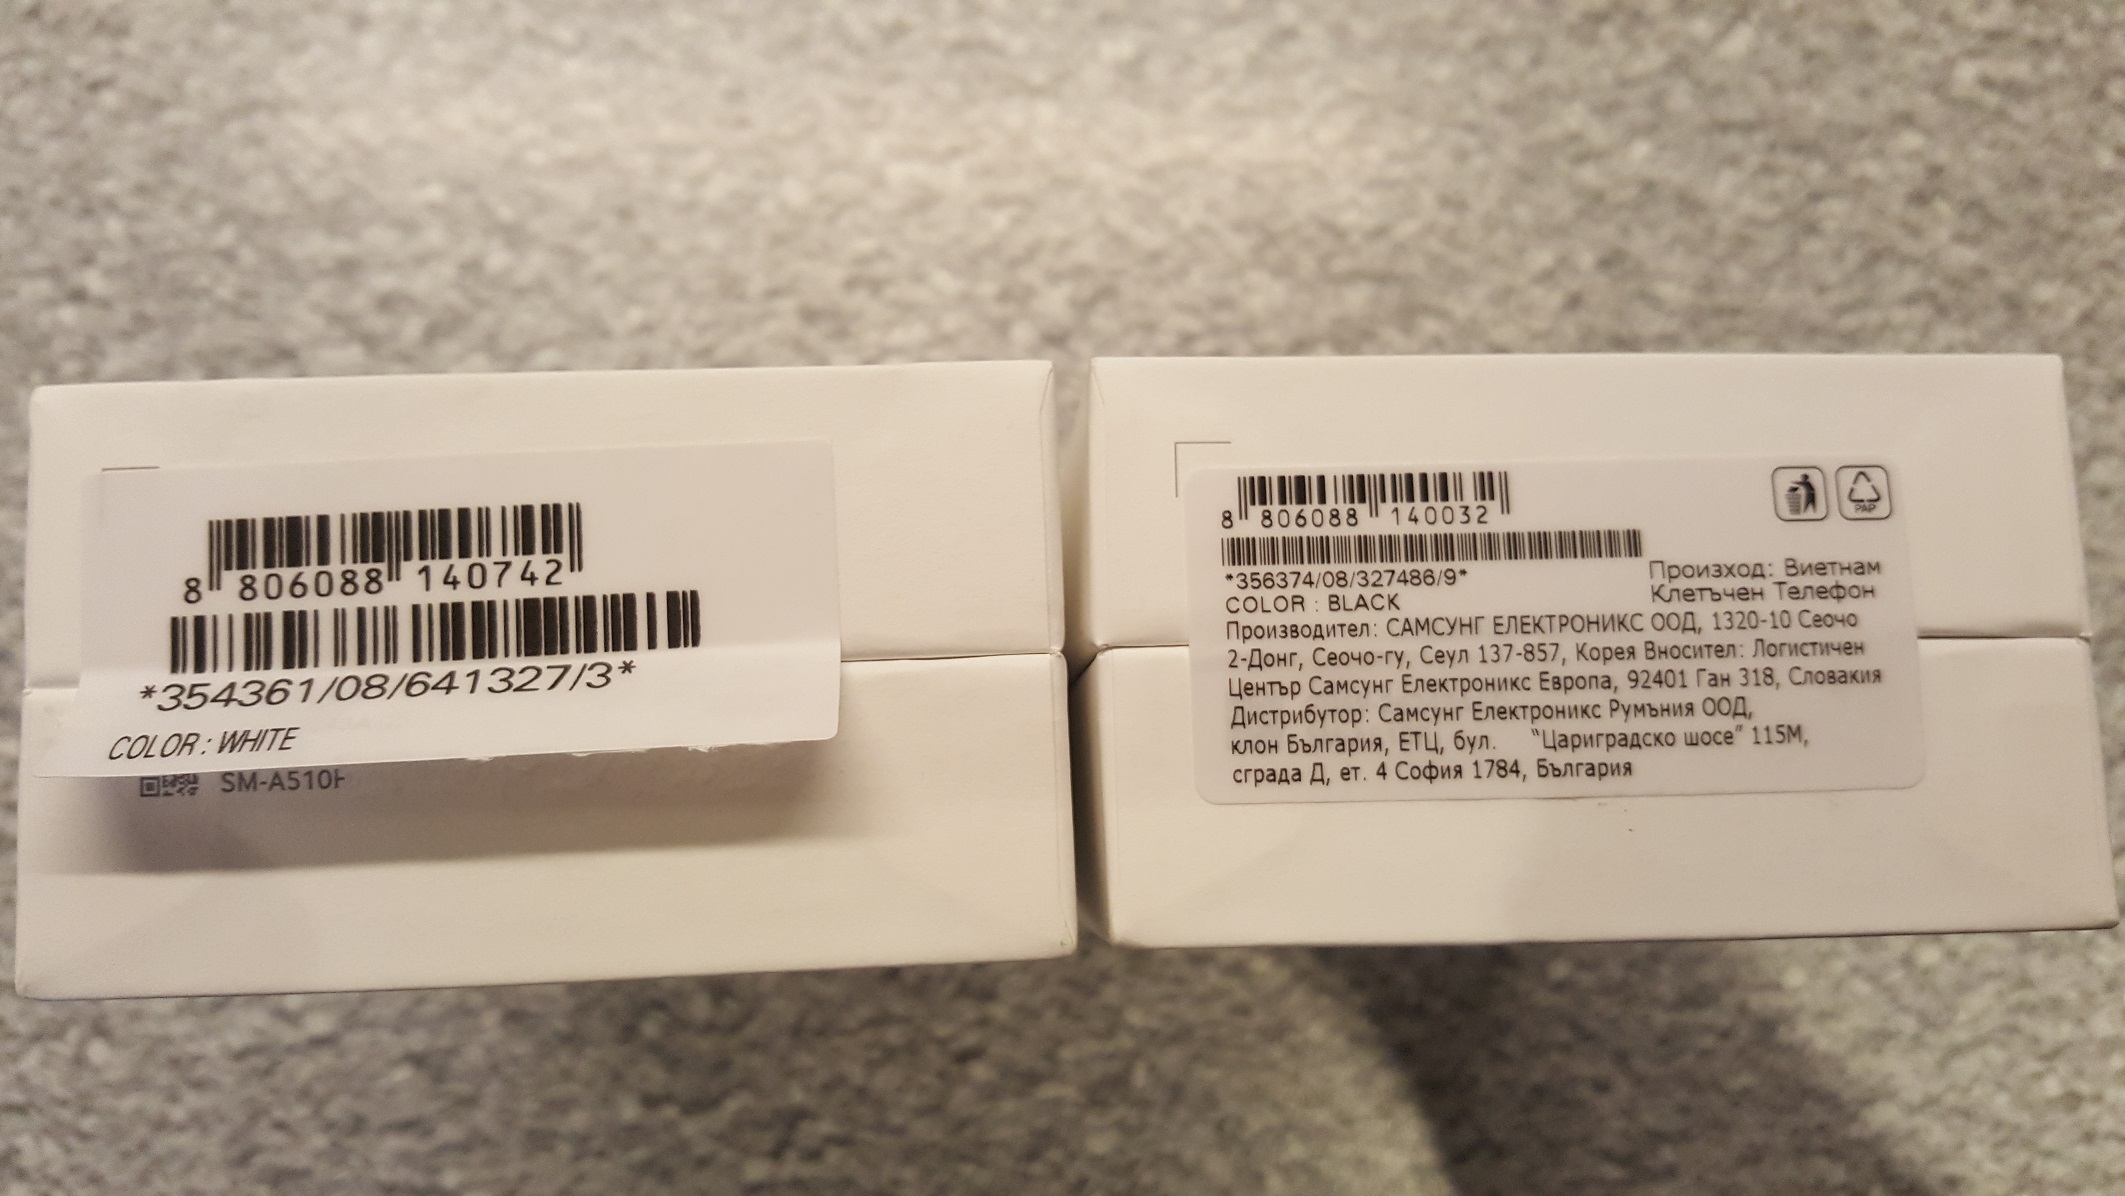 8 806088 140742
*354361/08/641327/3*
COLOR : WHITE
SM-A510F
8 806088 140032
*356374/08/327486/9*
COLOR : BLACK
PAP
Произход: Виетнам
Клетъчен Телефон
Производител: САМСУНГ ЕЛЕКТРОНИКС ООД, 1320-10 Сеочо
2-Донг, Сеочо-гу, Сеул 137-857, Корея Вносител: Логистичен
Център Самсунг Електроникс Европа, 92401 Ган 318, Словакия
Дистрибутор: Самсунг Електроникс Румъния ООД,
клон България, ЕТЦ, бул. "Цариградско шосе" 115М,
сграда Д, ет. 4 София 1784, България